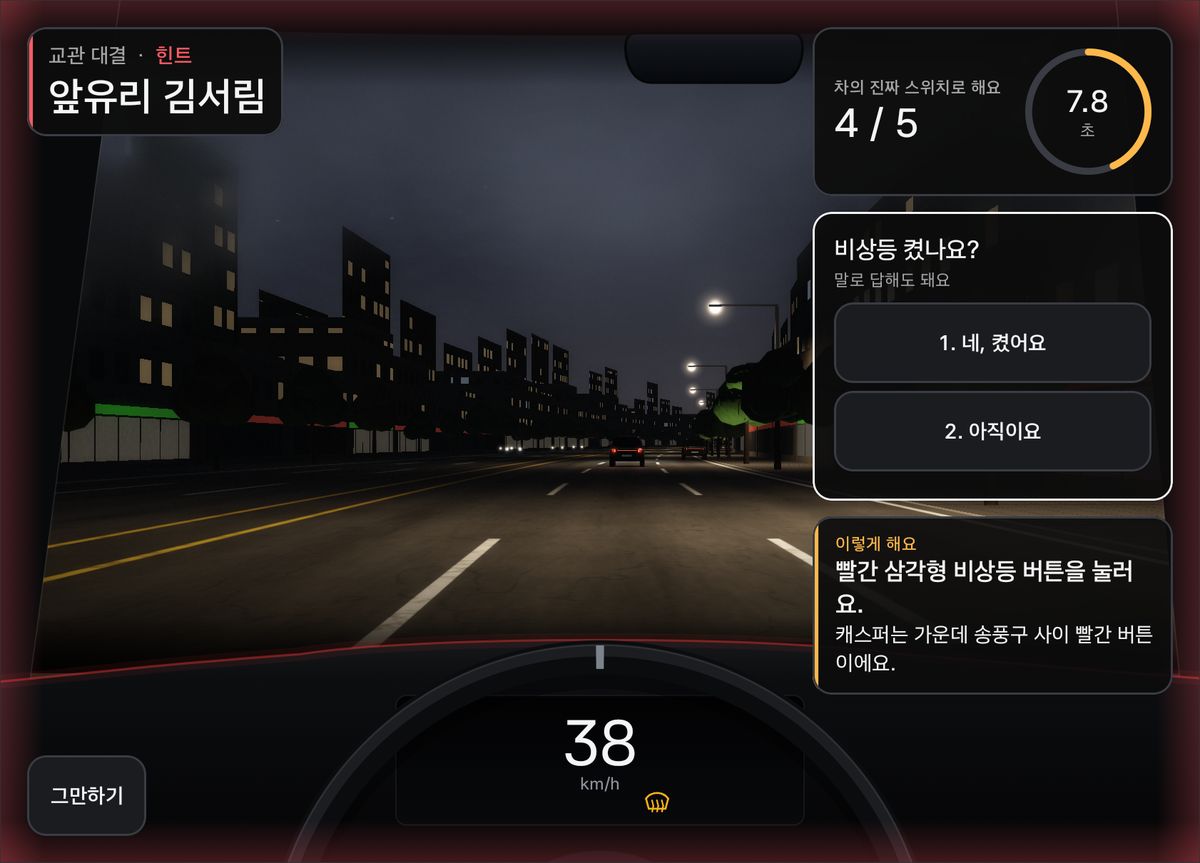 교관 대결 · 힌트
앞유리 김서림
차의 진짜 스위치로 해요
4 / 5
7.8
초
비상등 켰나요?
말로 답해도 돼요
1. 네, 켰어요
2. 아직이요
이렇게 해요
빨간 삼각형 비상등 버튼을 눌러
요.
캐스퍼는 가운데 송풍구 사이 빨간 버튼
이에요.
38
km/h
그만하기